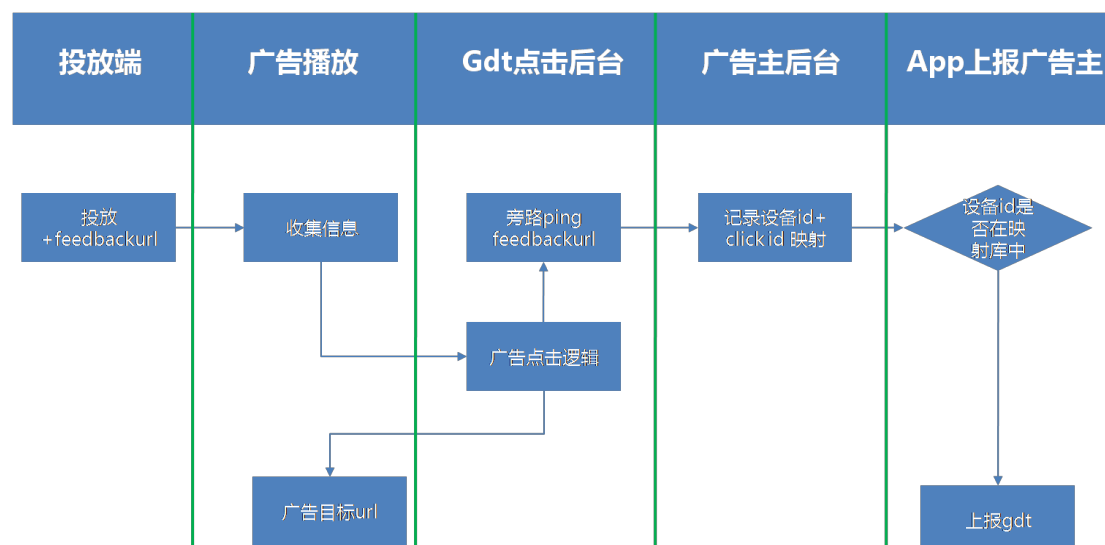 投放端
广告播放
Gdt点击后台
广告主后台
App上报广告主
投放
+feedbackurl
收集信息
旁路ping
feedbackurl
记录设备id+
click id 映射
设备id是
否在映
射库中
广告点击逻辑
广告目标url
上报gdt